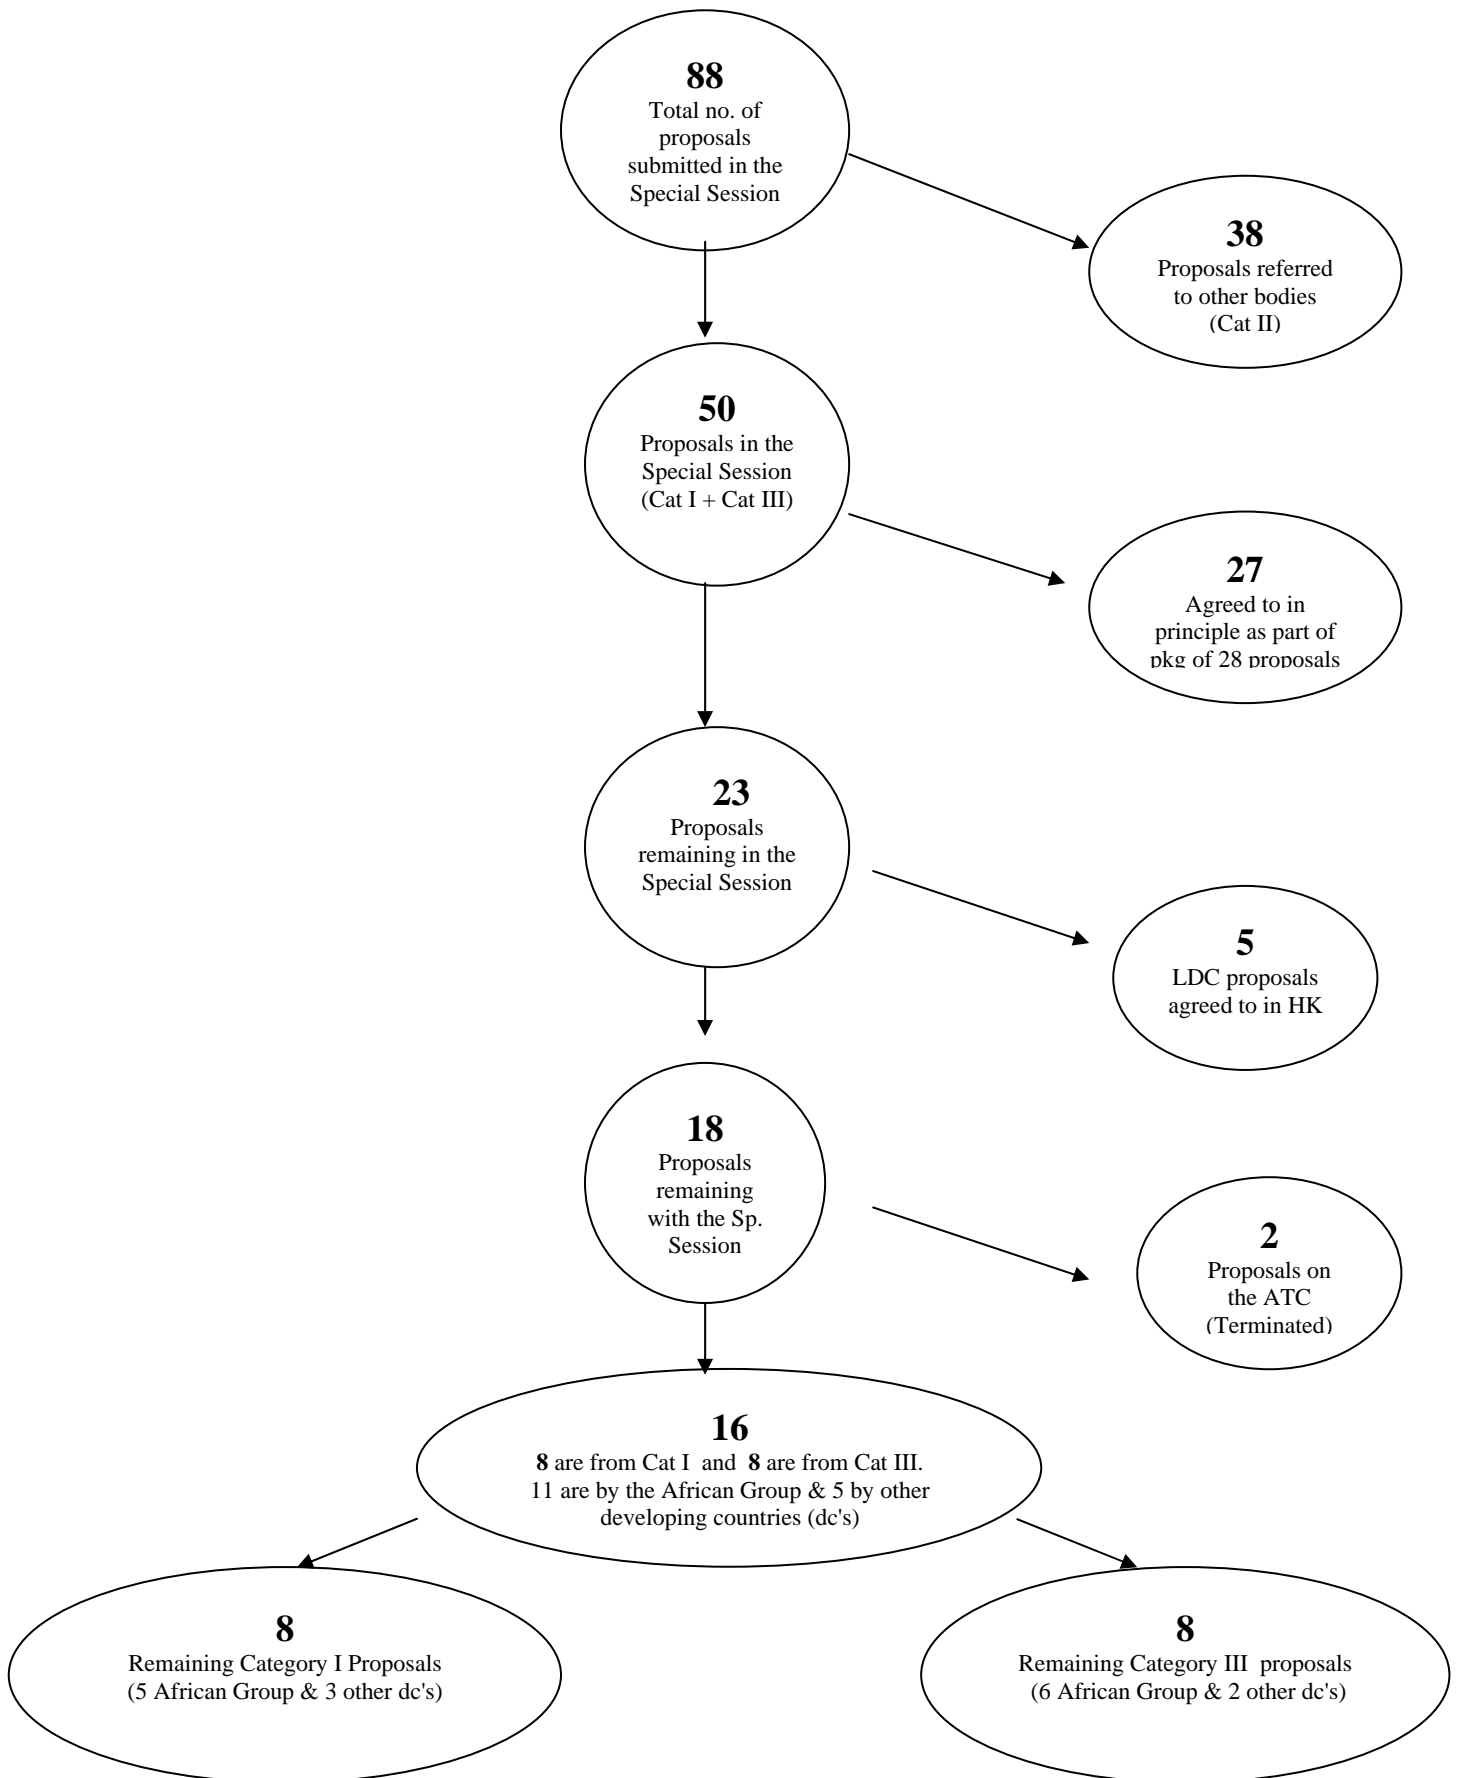 88
Total no. of
proposals
submitted in the
Special Session
38
Proposals referred
to other bodies
(Cat II)
50
Proposals in the
Special Session
(Cat I + Cat III)
27
Agreed to in
principle as part of
pkg of 28 proposals
23
Proposals
remaining in the
Special Session
5
LDC proposals
agreed to in HK
18
Proposals
remaining
with the Sp.
Session
2
Proposals on
the ATC
(Terminated)
16
8 are from Cat I and 8 are from Cat III.
11 are by the African Group & 5 by other
developing countries (dc's)
8
Remaining Category I Proposals
(5 African Group & 3 other dc's)
8
Remaining Category III proposals
(6 African Group & 2 other dc's)